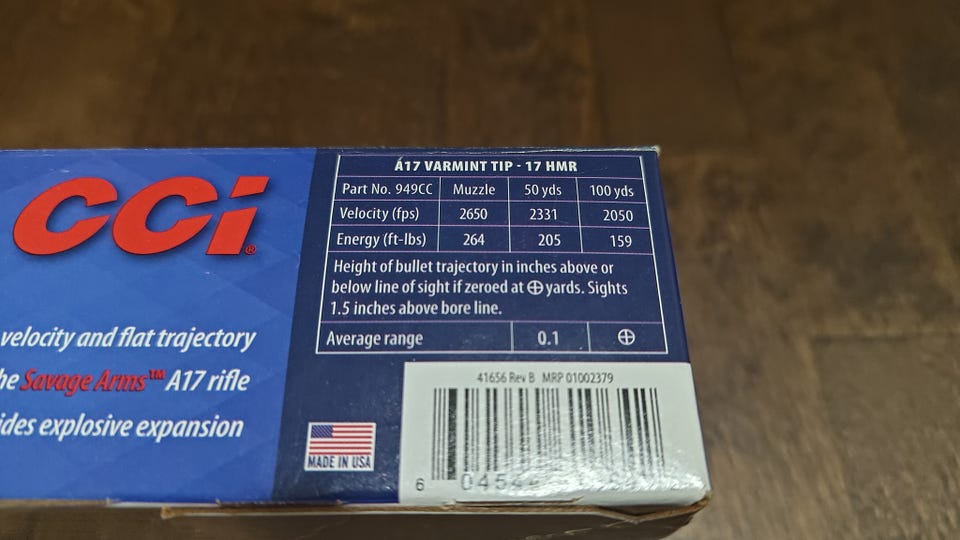 CCi®
velocity and flat trajectory
he Savage Arms™ A17 rifle
ides explosive expansion
A17 VARMINT TIP - 17 HMR
Part No. 949CC Muzzle 50 yds 100 yds
Velocity (fps) 2650 2331 2050
Energy (ft-lbs) 264 205 159
Height of bullet trajectory in inches above or
below line of sight if zeroed at ⊕ yards. Sights
1.5 inches above bore line.
Average range 0.1 ⊕
41656 Rev B MRP 01002379
MADE IN USA
6